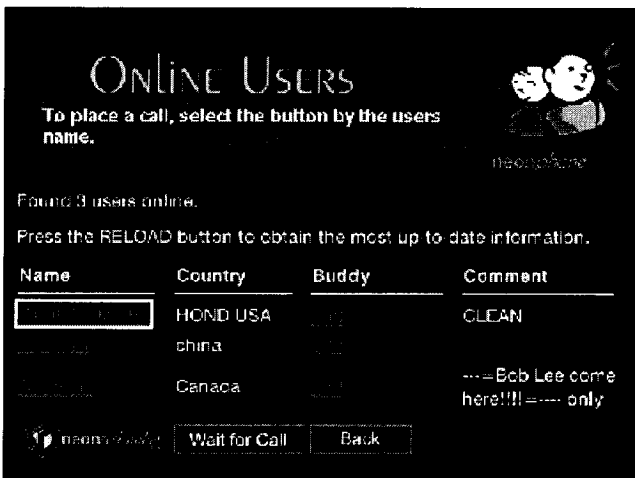 ONLINE USERS
To place a call, select the button by the users
name.
neonphone
Found 3 users online.
Press the RELOAD button to obtain the most up-to-date information.
Name Country Buddy Comment
HOND USA CLEAN
china
Canaca ---=Bob Lee come
here!!!!=---- only
Wait for Call Back